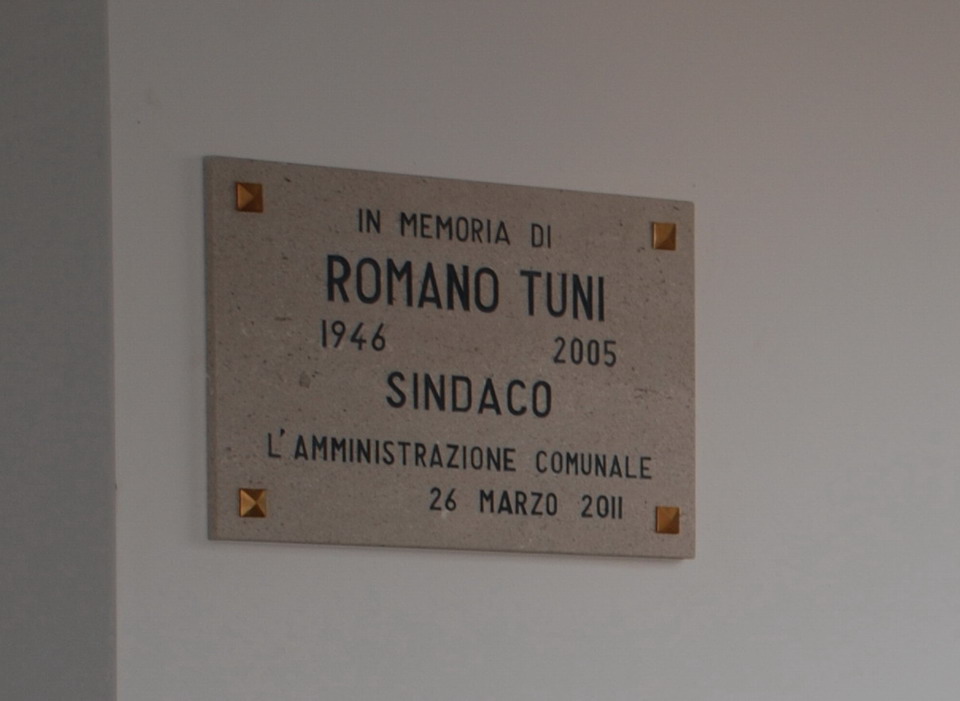 IN MEMORIA DI
ROMANO TUNI
1946 2005
SINDACO
L'AMMINISTRAZIONE COMUNALE
26 MARZO 2011